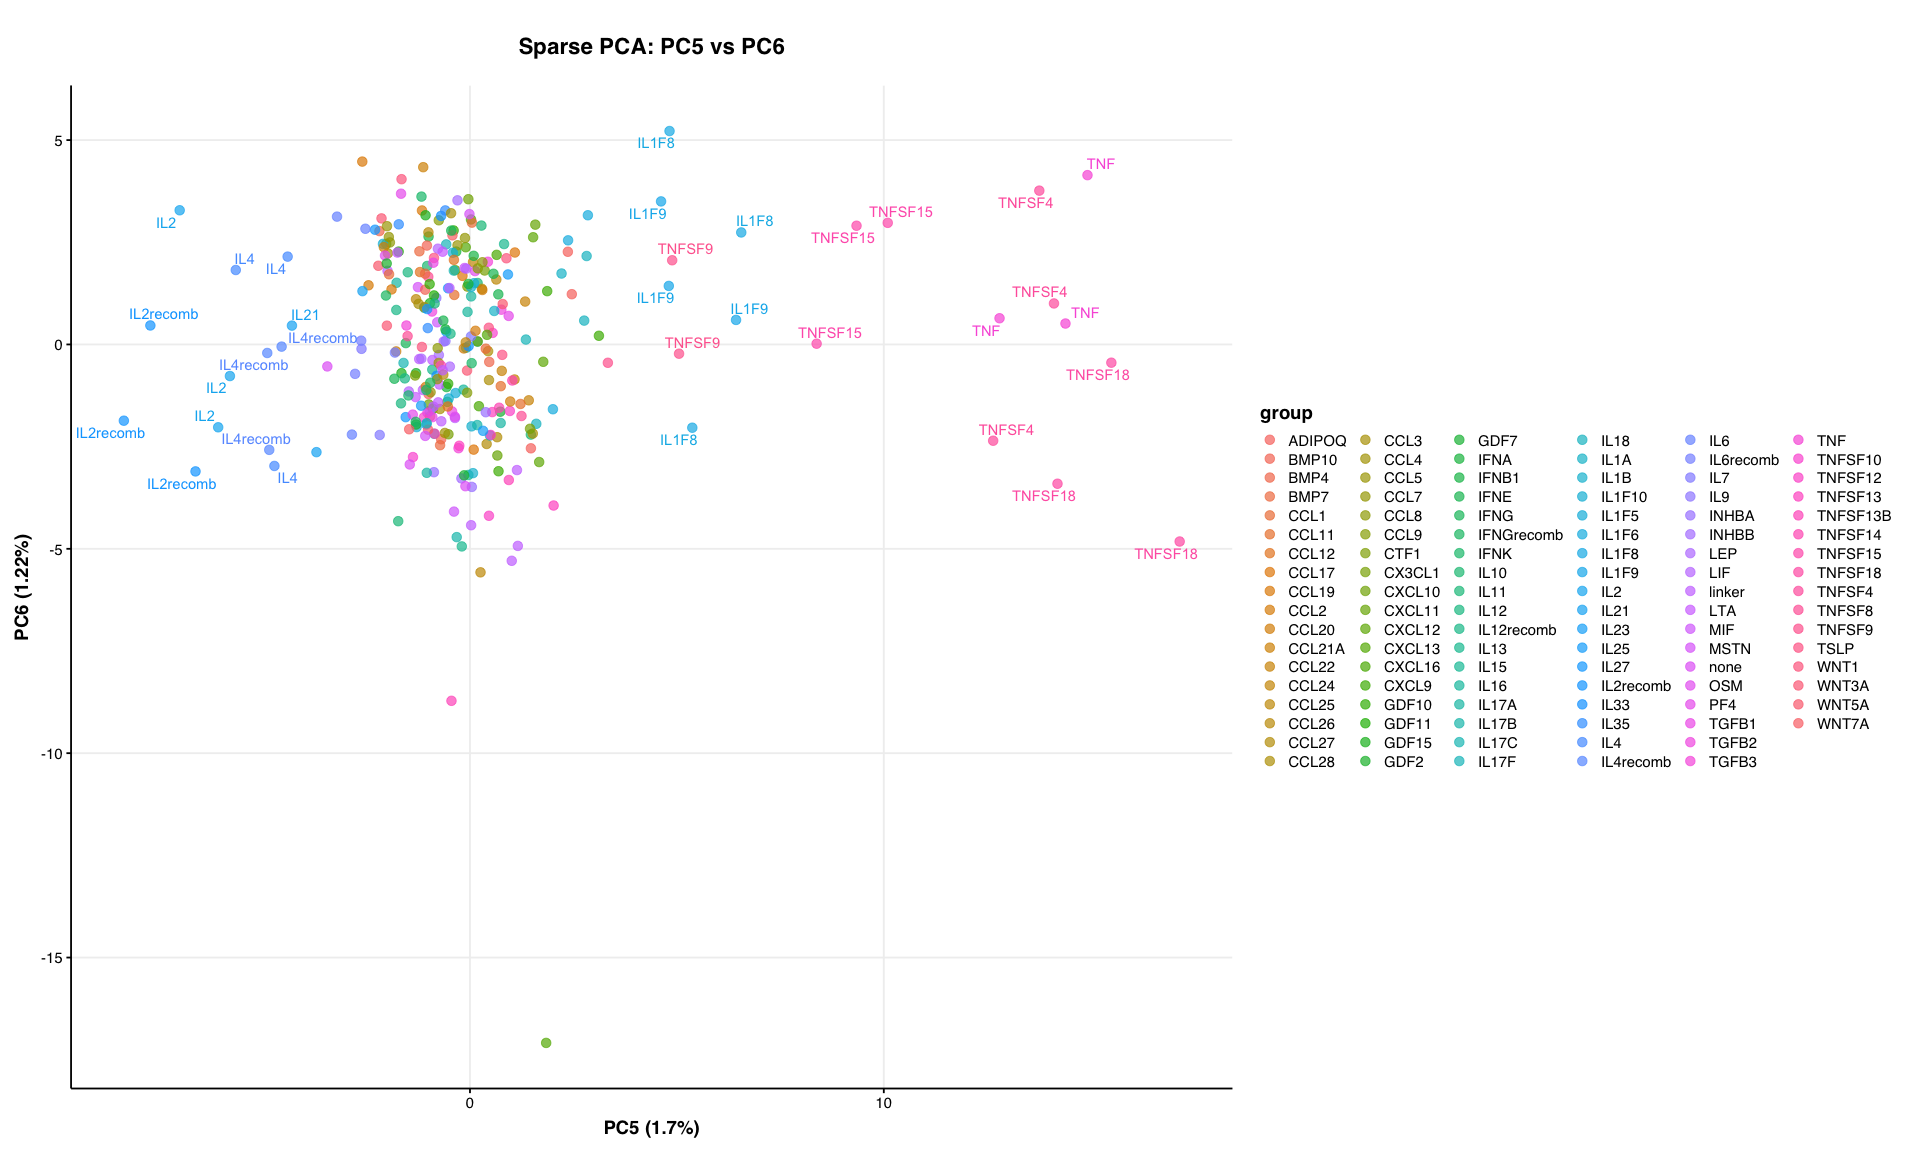 Sparse PCA: PC5 vs PC6
PC6 (1.22%)
5
0
-5
-10
-15
0
10
PC5 (1.7%)
IL1F8
TNF
IL2
IL1F9
IL1F8
TNFSF4
TNFSF15
TNFSF15
TNFSF9
IL4
IL4
IL1F9
TNFSF4
IL2recomb
IL21
IL1F9
TNF
TNF
TNFSF15
IL4recomb
TNFSF9
IL4recomb
TNFSF18
IL2
IL2
TNFSF4
IL2recomb
IL4recomb
IL1F8
IL4
IL2recomb
TNFSF18
TNFSF18
group
ADIPOQ
BMP10
BMP4
BMP7
CCL1
CCL11
CCL12
CCL17
CCL19
CCL2
CCL20
CCL21A
CCL22
CCL24
CCL25
CCL26
CCL27
CCL28
CCL3
CCL4
CCL5
CCL7
CCL8
CCL9
CTF1
CX3CL1
CXCL10
CXCL11
CXCL12
CXCL13
CXCL16
CXCL9
GDF10
GDF11
GDF15
GDF2
GDF7
IFNA
IFNB1
IFNE
IFNG
IFNGrecomb
IFNK
IL10
IL11
IL12
IL12recomb
IL13
IL15
IL16
IL17A
IL17B
IL17C
IL17F
IL18
IL1A
IL1B
IL1F10
IL1F5
IL1F6
IL1F8
IL1F9
IL2
IL21
IL23
IL25
IL27
IL2recomb
IL33
IL35
IL4
IL4recomb
IL6
IL6recomb
IL7
IL9
INHBA
INHBB
LEP
LIF
linker
LTA
MIF
MSTN
none
OSM
PF4
TGFB1
TGFB2
TGFB3
TNF
TNFSF10
TNFSF12
TNFSF13
TNFSF13B
TNFSF14
TNFSF15
TNFSF18
TNFSF4
TNFSF8
TNFSF9
TSLP
WNT1
WNT3A
WNT5A
WNT7A